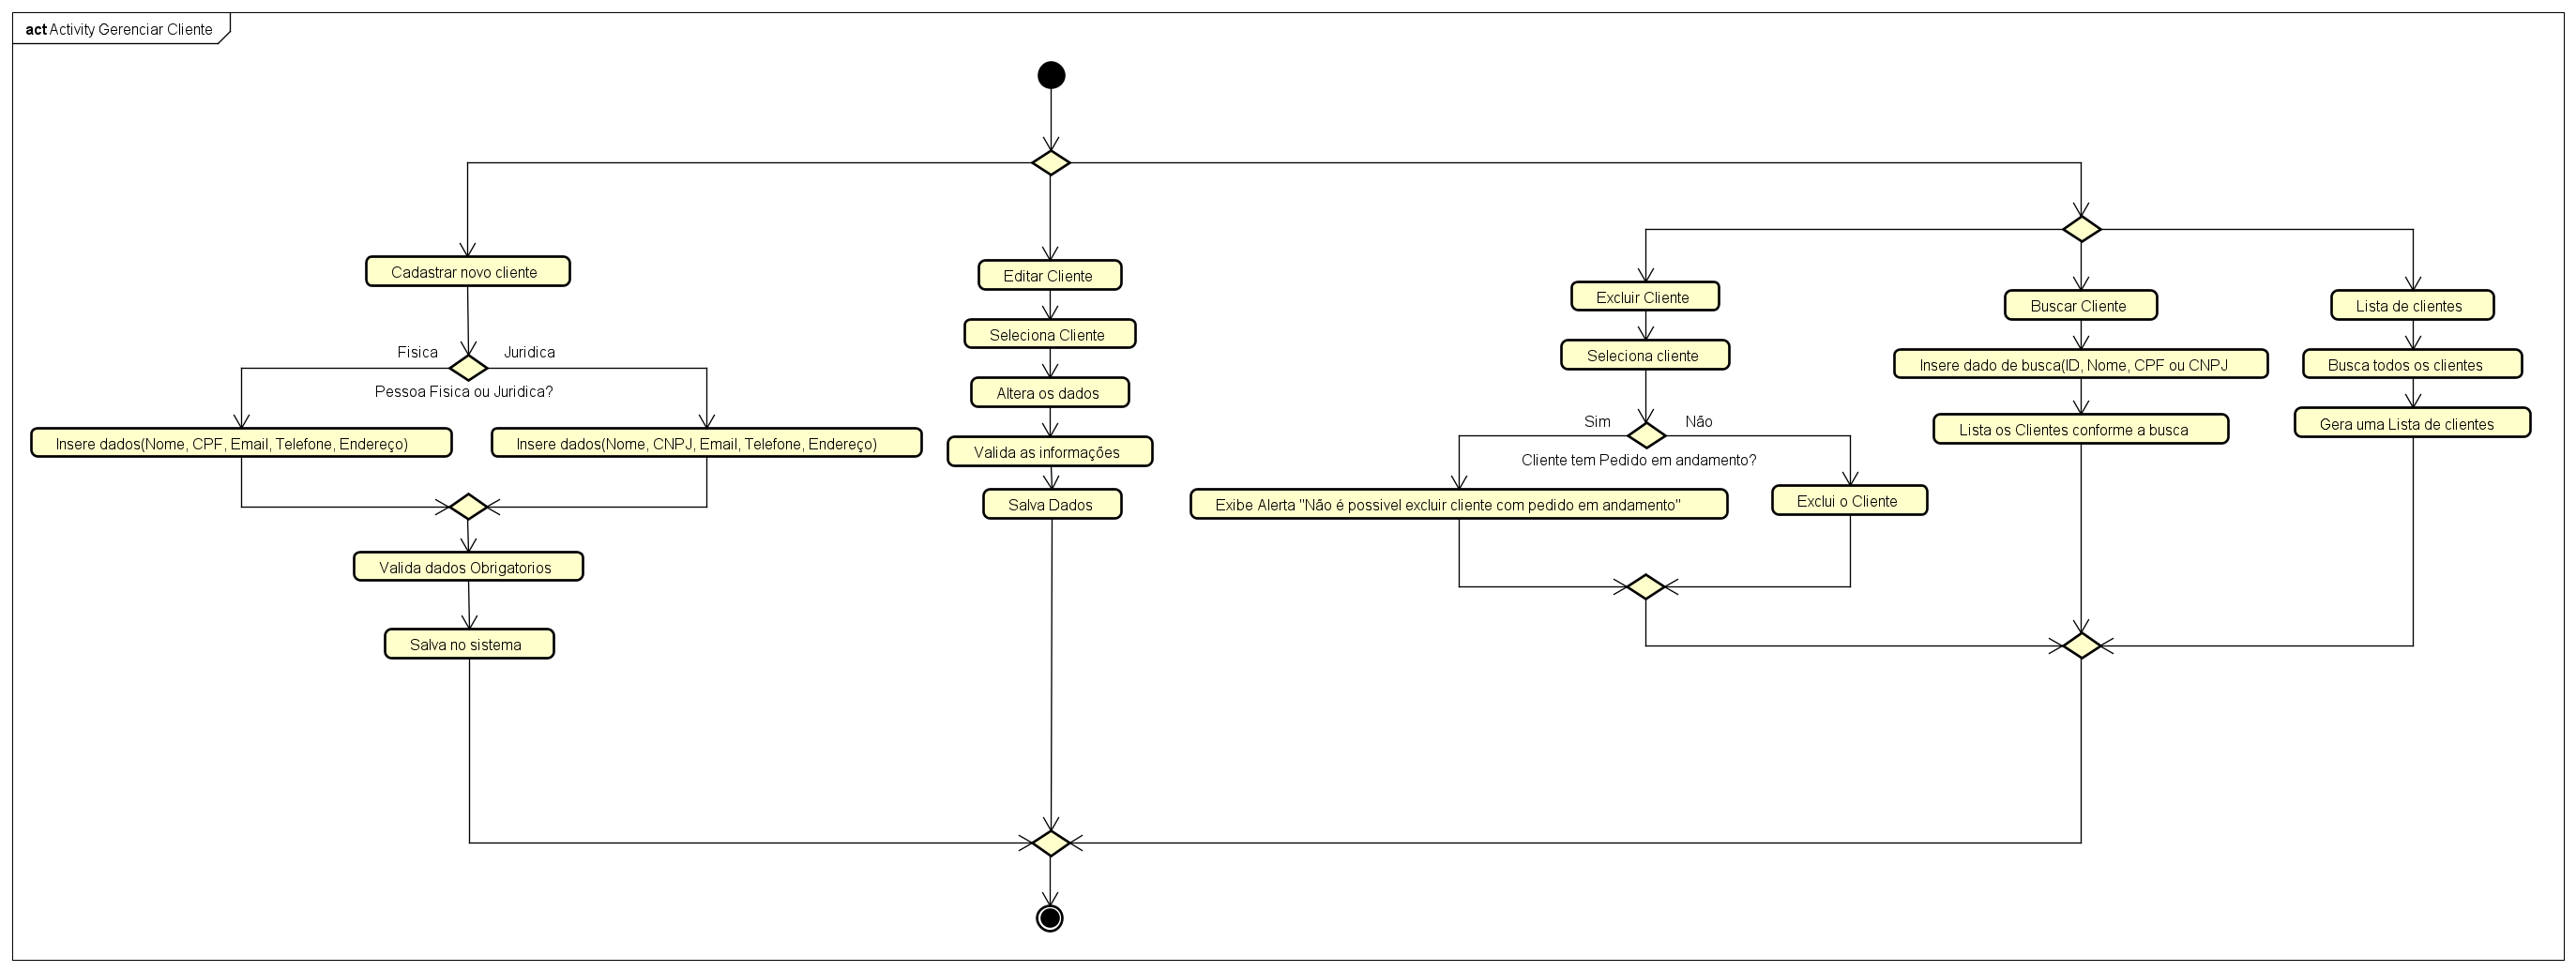 act Activity Gerenciar Cliente
Cadastrar novo cliente
Fisica
Juridica
Pessoa Fisica ou Juridica?
Insere dados(Nome, CPF, Email, Telefone, Endereço)
Insere dados(Nome, CNPJ, Email, Telefone, Endereço)
Valida dados Obrigatorios
Salva no sistema
Editar Cliente
Seleciona Cliente
Altera os dados
Valida as informações
Salva Dados
Excluir Cliente
Seleciona cliente
Sim
Não
Cliente tem Pedido em andamento?
Exibe Alerta "Não é possivel excluir cliente com pedido em andamento"
Exclui o Cliente
Buscar Cliente
Insere dado de busca(ID, Nome, CPF ou CNPJ
Lista os Clientes conforme a busca
Lista de clientes
Busca todos os clientes
Gera uma Lista de clientes